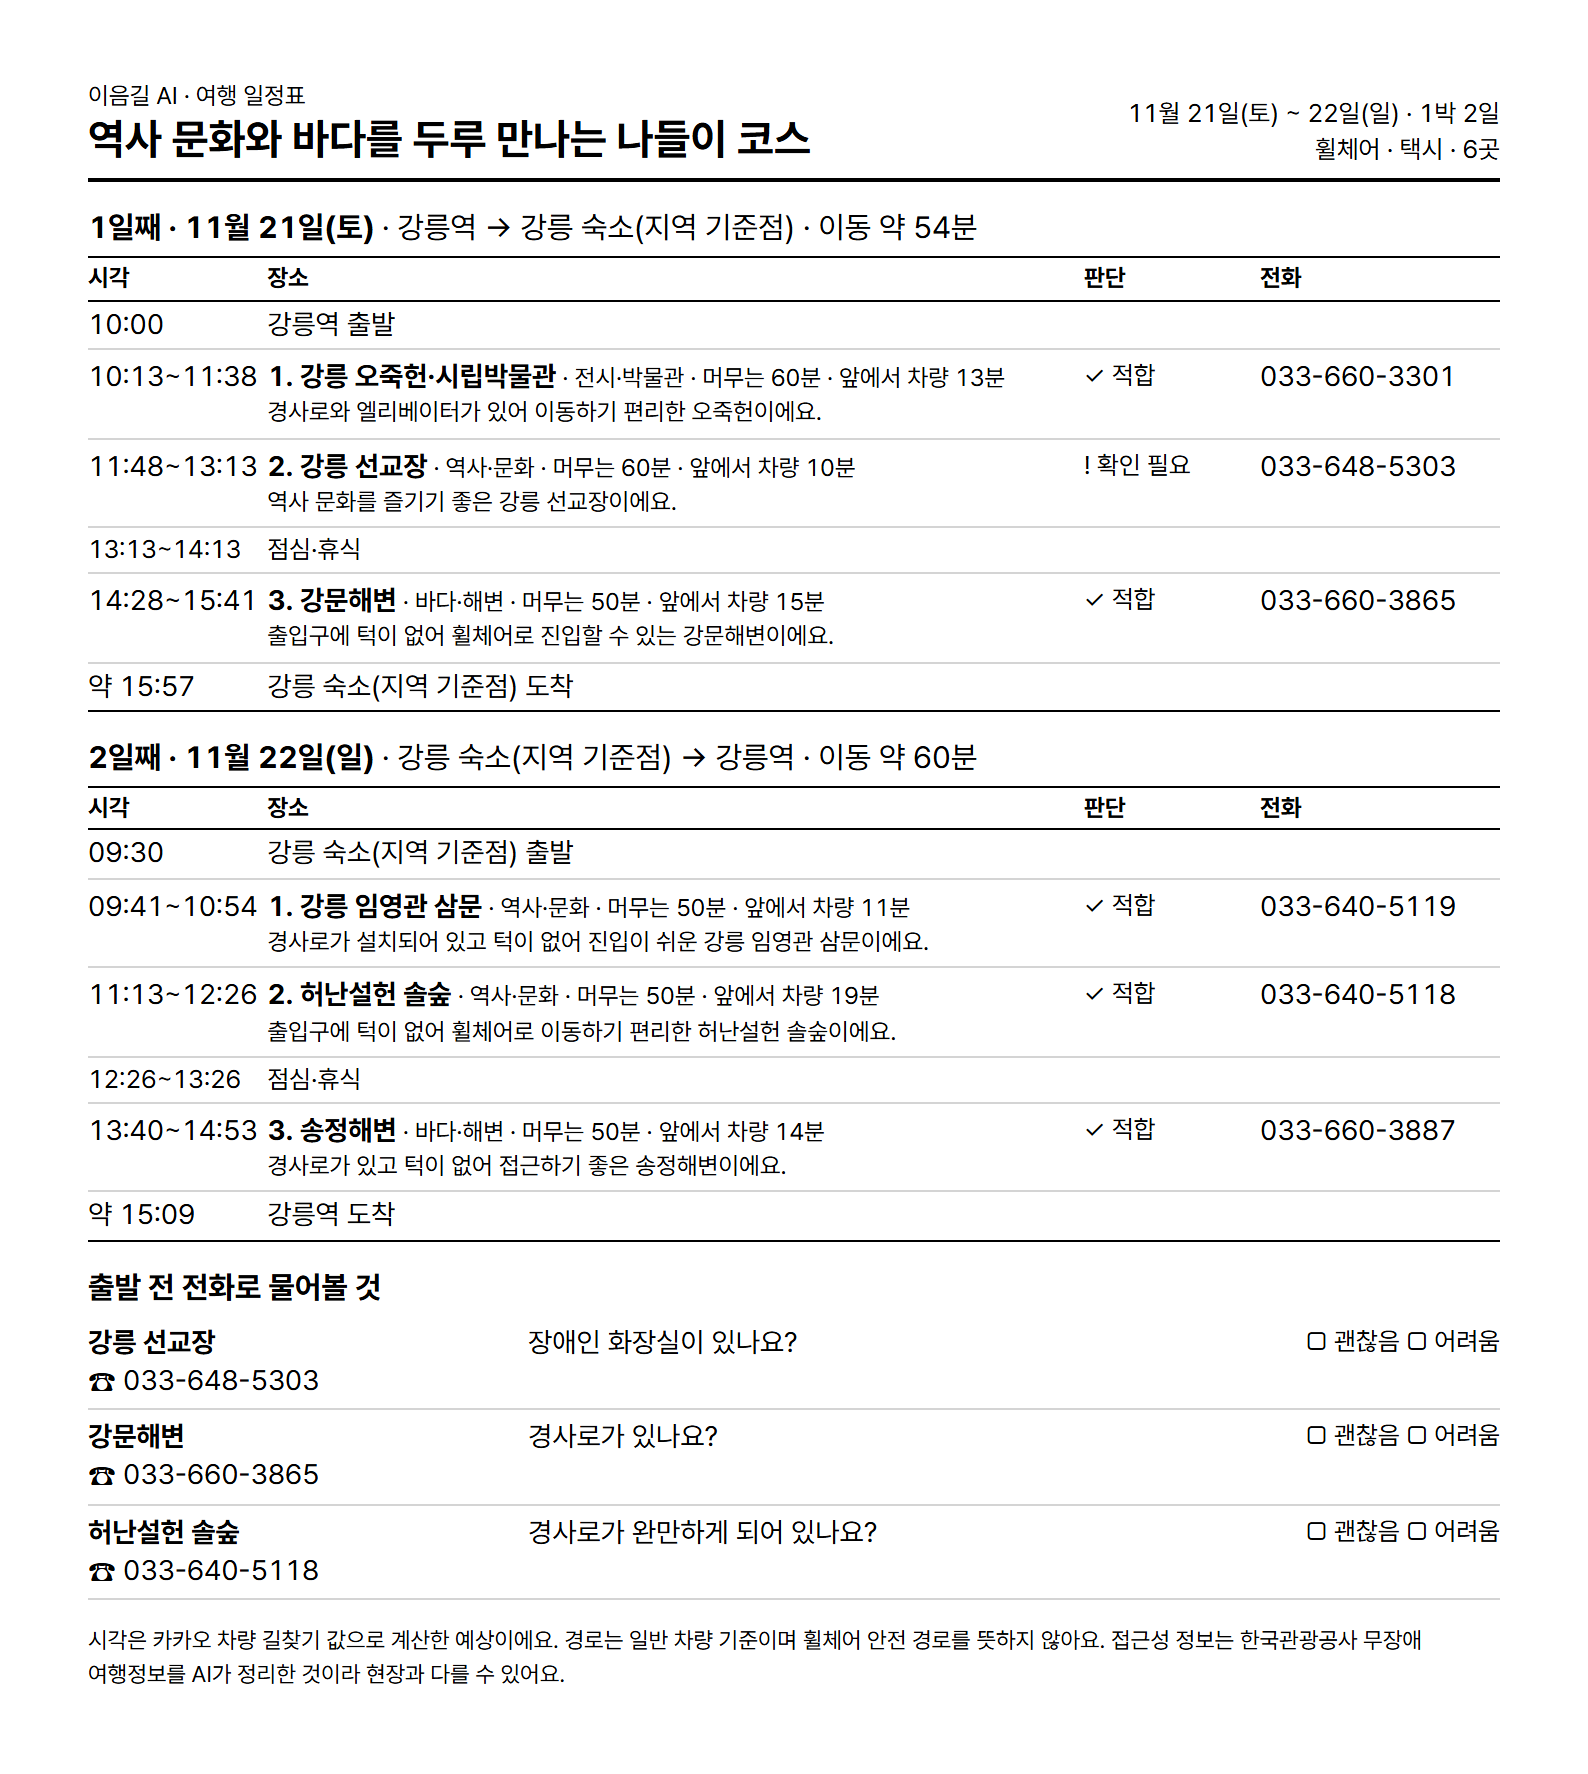 이음길 AI · 여행 일정표
역사 문화와 바다를 두루 만나는 나들이 코스
11월 21일(토) ~ 22일(일) · 1박 2일
휠체어 · 택시 · 6곳
1일째 · 11월 21일(토) · 강릉역 → 강릉 숙소(지역 기준점) · 이동 약 54분
시각 장소 판단 전화
10:00 강릉역 출발
10:13~11:38 1. 강릉 오죽헌·시립박물관 · 전시·박물관 · 머무는 60분 · 앞에서 차량 13분 ✓ 적합 033-660-3301
경사로와 엘리베이터가 있어 이동하기 편리한 오죽헌이에요.
11:48~13:13 2. 강릉 선교장 · 역사·문화 · 머무는 60분 · 앞에서 차량 10분 ! 확인 필요 033-648-5303
역사 문화를 즐기기 좋은 강릉 선교장이에요.
13:13~14:13 점심·휴식
14:28~15:41 3. 강문해변 · 바다·해변 · 머무는 50분 · 앞에서 차량 15분 ✓ 적합 033-660-3865
출입구에 턱이 없어 휠체어로 진입할 수 있는 강문해변이에요.
약 15:57 강릉 숙소(지역 기준점) 도착
2일째 · 11월 22일(일) · 강릉 숙소(지역 기준점) → 강릉역 · 이동 약 60분
시각 장소 판단 전화
09:30 강릉 숙소(지역 기준점) 출발
09:41~10:54 1. 강릉 임영관 삼문 · 역사·문화 · 머무는 50분 · 앞에서 차량 11분 ✓ 적합 033-640-5119
경사로가 설치되어 있고 턱이 없어 진입이 쉬운 강릉 임영관 삼문이에요.
11:13~12:26 2. 허난설헌 솔숲 · 역사·문화 · 머무는 50분 · 앞에서 차량 19분 ✓ 적합 033-640-5118
출입구에 턱이 없어 휠체어로 이동하기 편리한 허난설헌 솔숲이에요.
12:26~13:26 점심·휴식
13:40~14:53 3. 송정해변 · 바다·해변 · 머무는 50분 · 앞에서 차량 14분 ✓ 적합 033-660-3887
경사로가 있고 턱이 없어 접근하기 좋은 송정해변이에요.
약 15:09 강릉역 도착
출발 전 전화로 물어볼 것
강릉 선교장 장애인 화장실이 있나요? ▢ 괜찮음 ▢ 어려움
☎ 033-648-5303
강문해변 경사로가 있나요? ▢ 괜찮음 ▢ 어려움
☎ 033-660-3865
허난설헌 솔숲 경사로가 완만하게 되어 있나요? ▢ 괜찮음 ▢ 어려움
☎ 033-640-5118
시각은 카카오 차량 길찾기 값으로 계산한 예상이에요. 경로는 일반 차량 기준이며 휠체어 안전 경로를 뜻하지 않아요. 접근성 정보는 한국관광공사 무장애
여행정보를 AI가 정리한 것이라 현장과 다를 수 있어요.